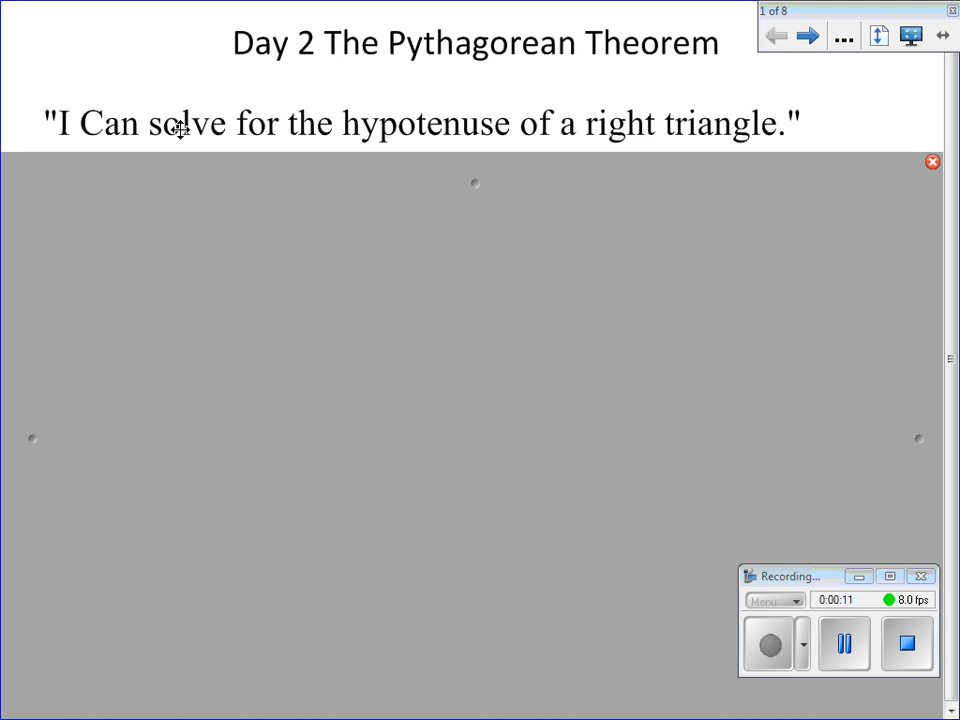 1 of 8
Day 2 The Pythagorean Theorem
"I Can solve for the hypotenuse of a right triangle."
Recording...
Menu
0:00:11
8.0 fps